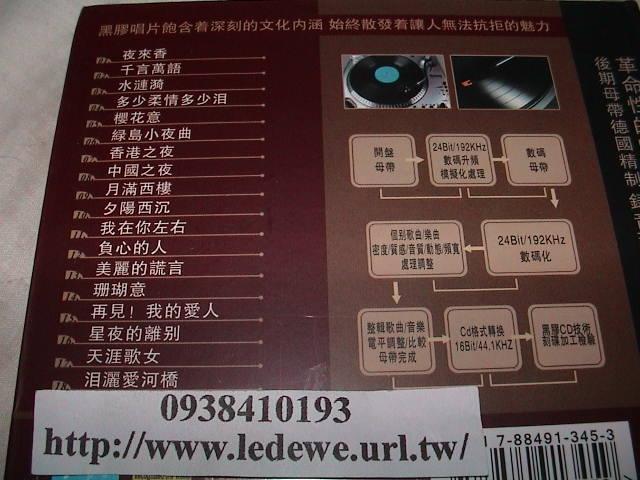 黑膠唱片飽含着深刻的文化内涵 始終散發着讓人無法抗拒的魅力
夜來香
千言萬語
水漣漪
多少柔情多少泪
櫻花意
綠島小夜曲
香港之夜
中國之夜
月滿西樓
夕陽西沉
我在你左右
負心的人
美麗的謊言
珊瑚意
再見！我的愛人
星夜的離别
天涯歌女
泪灑愛河橋
開盤
母帶
24Bit/192KHz
數碼升頻
模擬化處理
數碼
母帶
個别歌曲/樂曲
密度/質感/音質/動態/頻寬
處理調整
24Bit/192KHz
數碼化
整輯歌曲/音樂
電平調整/比較
母帶完成
Cd格式轉換
16Bit/44.1KHZ
黑膠CD技術
刻碟加工檢驗
革命性的
後期母帶德國精制
0938410193
http://www.ledewe.url.tw/
7-88491-345-3